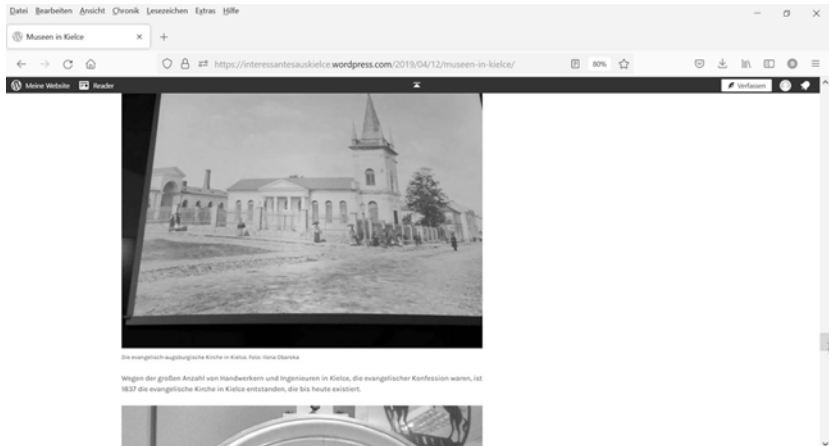 Datei Bearbeiten Ansicht Chronik Lesezeichen Extras Hilfe
Museen in Kielce
https://interessantesauskielce.wordpress.com/2019/04/12/museen-in-kielce/
80%
Meine Website Reader
Verfassen
Die evangelisch-augsburgische Kirche in Kielce. Foto: Ilona Obarska
Wegen der großen Anzahl von Handwerkern und Ingenieuren in Kielce, die evangelischer Konfession waren, ist
1837 die evangelische Kirche in Kielce entstanden, die bis heute existiert.